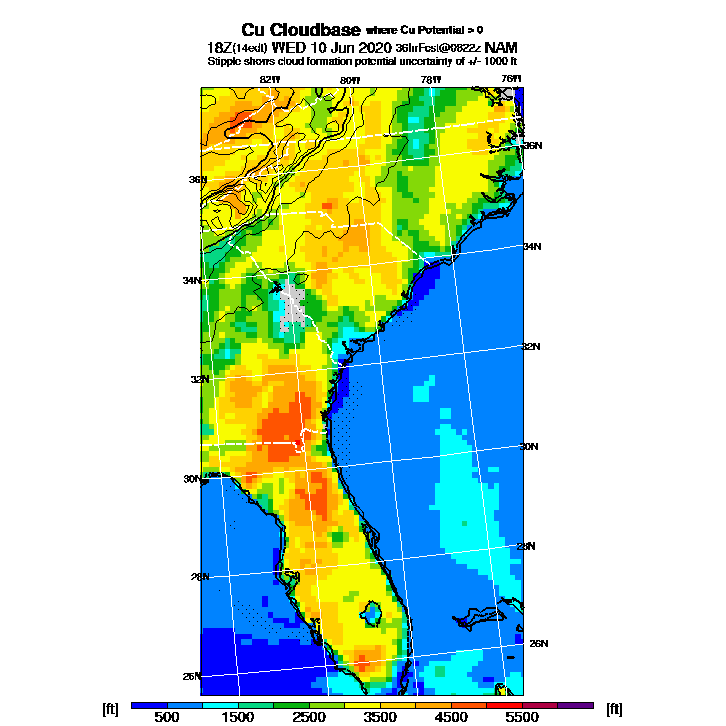 Cu Cloudbase where Cu Potential > 0
18Z(14edt) WED 10 Jun 2020 36hrFcst@0822z NAM
Stipple shows cloud formation potential uncertainty of +/- 1000 ft
82W 80W 78W 76W
36N
36N
34N
34N
32N
32N
30N
30N
28N
28N
26N
26N
[ft] 500 1500 2500 3500 4500 5500 [ft]